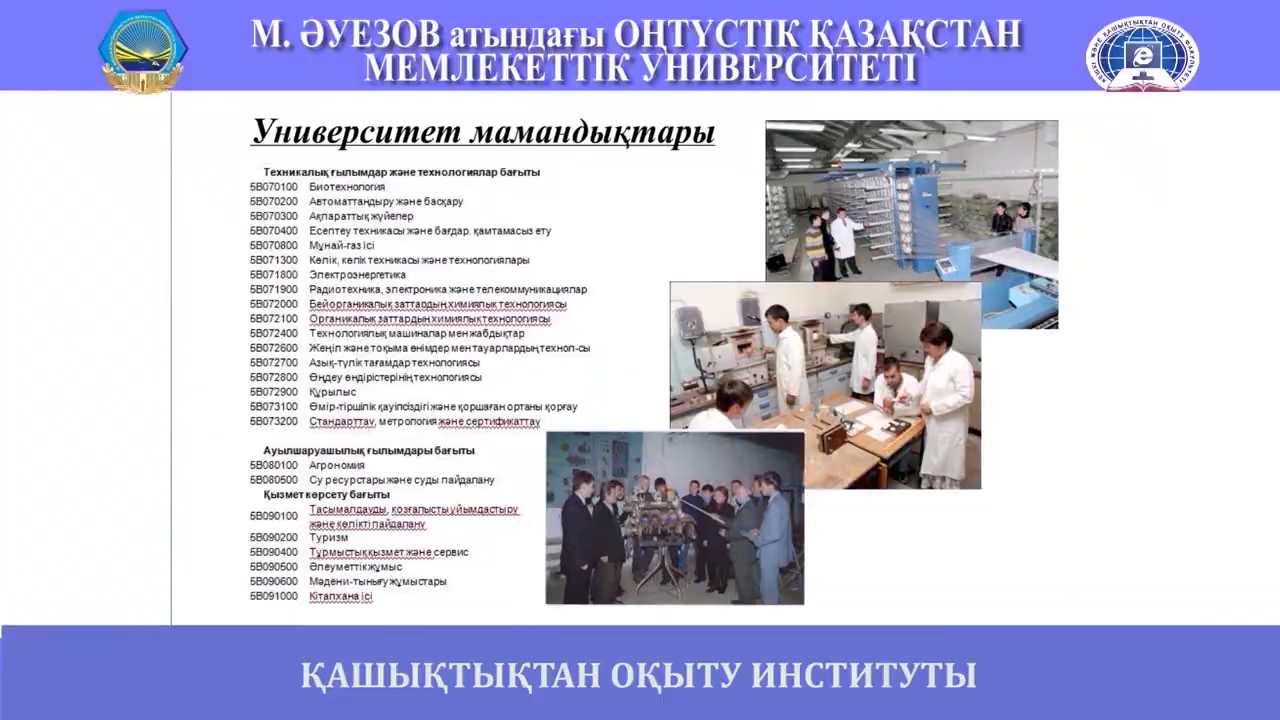 М. ӘУЕЗОВ атындағы ОҢТҮСТІК ҚАЗАҚСТАН
МЕМЛЕКЕТТІК УНИВЕРСИТЕТІ
Университет мамандықтары
Техникалық ғылымдар және технологиялар бағыты
5В070100 Биотехнология
5В070200 Автоматтандыру және басқару
5В070300 Ақпараттық жүйелер
5В070400 Есептеу техникасы және бағдар. қамтамасыз ету
5В070800 Мұнай-газ ісі
5В071300 Көлік, көлік техникасы және технологиялары
5В071800 Электроэнергетика
5В071900 Радиотехника, электроника және телекоммуникациялар
5В072000 Бейорганикалық заттардың химиялық технологиясы
5В072100 Органикалық заттардың химиялық технологиясы
5В072400 Технологиялық машиналар мен жабдықтар
5В072600 Жеңіл және тоқыма өнімдер мен тауарлардың технол-сы
5В072700 Азық-түлік тағамдар технологиясы
5В072800 Өңдеу өндірістерінің технологиясы
5В072900 Құрылыс
5В073100 Өмір-тіршілік қауіпсіздігі және қоршаған ортаны қорғау
5В073200 Стандарттау, метрология және сертификаттау
Ауылшаруашылық ғылымдары бағыты
5В080100 Агрономия
5В080500 Су ресурстары және суды пайдалану
Қызмет көрсету бағыты
5В090100 Тасымалдауды, қозғалысты ұйымдастыру
және көлікті пайдалану
5В090200 Туризм
5В090400 Тұрмыстық қызмет және сервис
5В090500 Әлеуметтік жұмыс
5В090600 Мәдени-тынығу жұмыстары
5В091000 Кітапхана ісі
ҚАШЫҚТЫҚТАН ОҚЫТУ ИНСТИТУТЫ